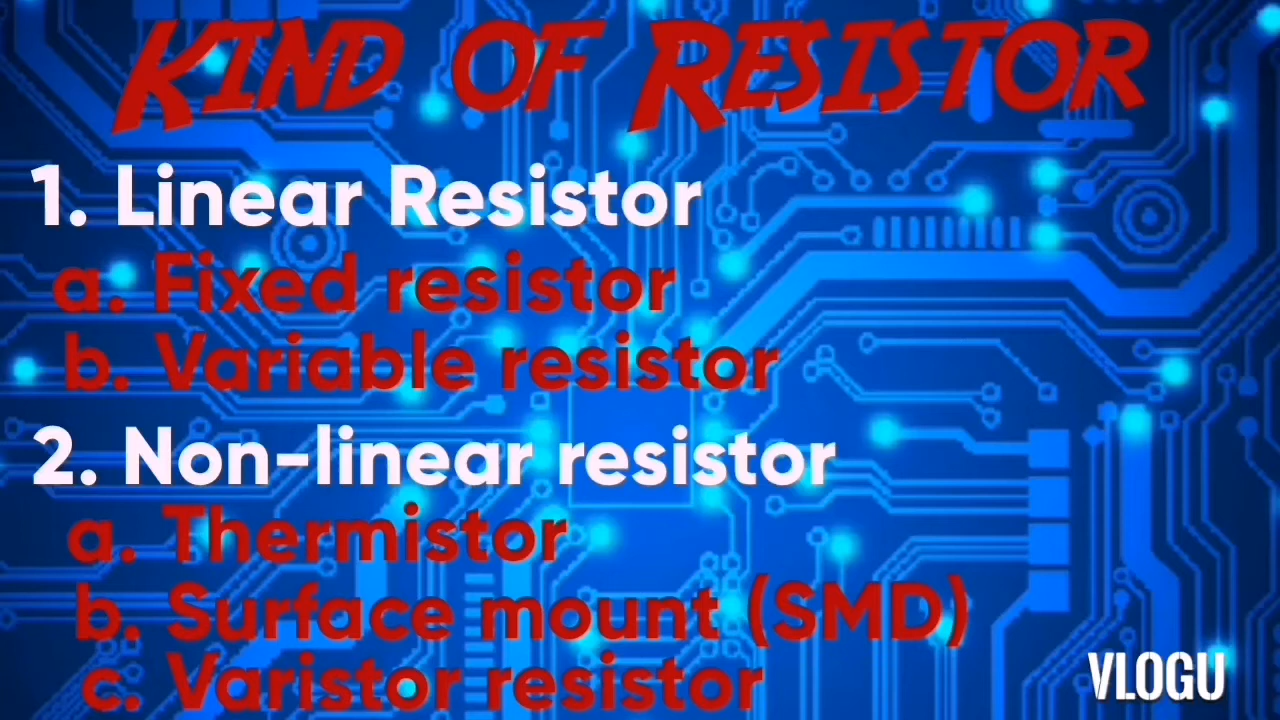 Kind of Resistor
1. Linear Resistor
a. Fixed resistor
b. Variable resistor
2. Non-linear resistor
a. Thermistor
b. Surface mount (SMD)
c. Varistor resistor
VLOGU